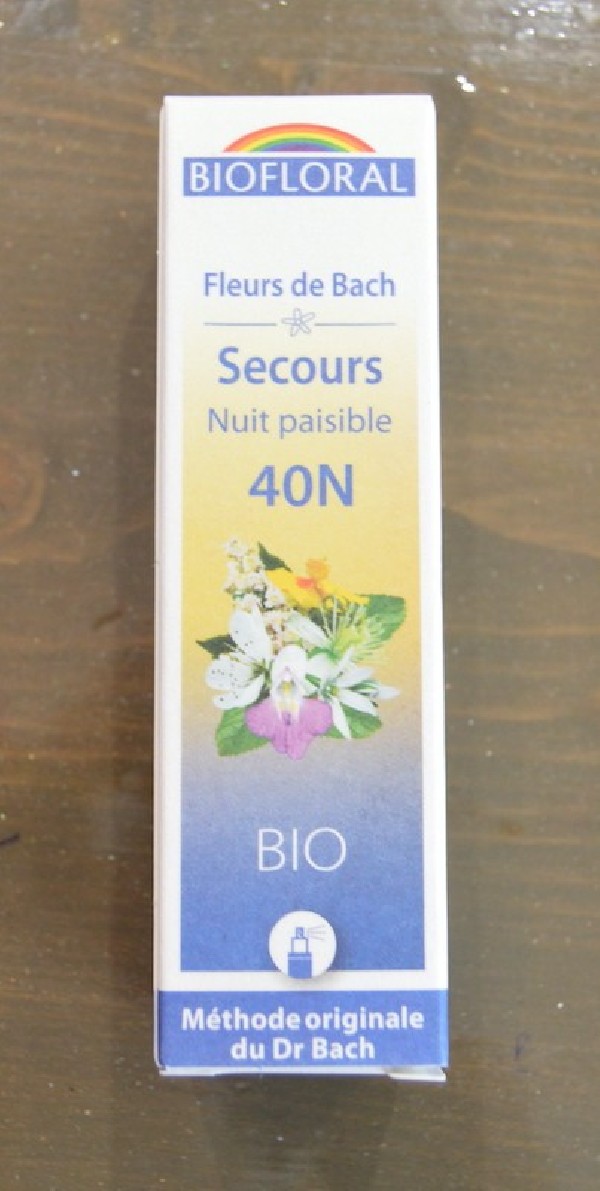 BIOFLORAL
Fleurs de Bach
Secours
Nuit paisible
40N
BIO
Méthode originale
du Dr Bach